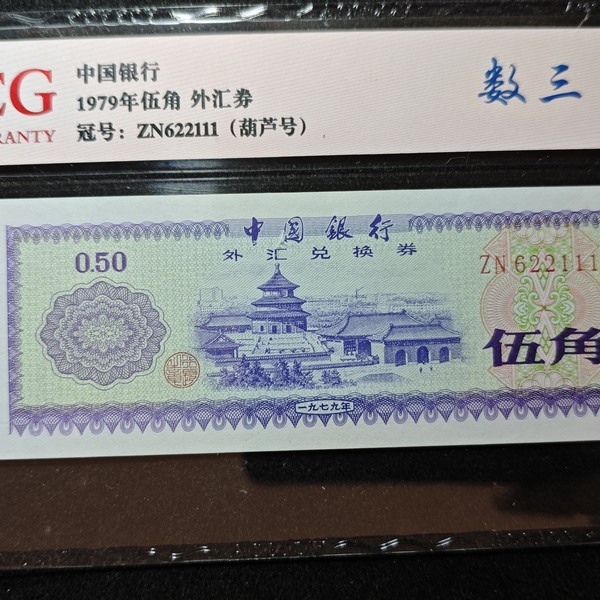 EG
RANTY
中国银行
1979年伍角 外汇券
冠号：ZN622111（葫芦号）
数三
中国銀行
外汇兑换券
0.50
ZN622111
伍角
一九七九年